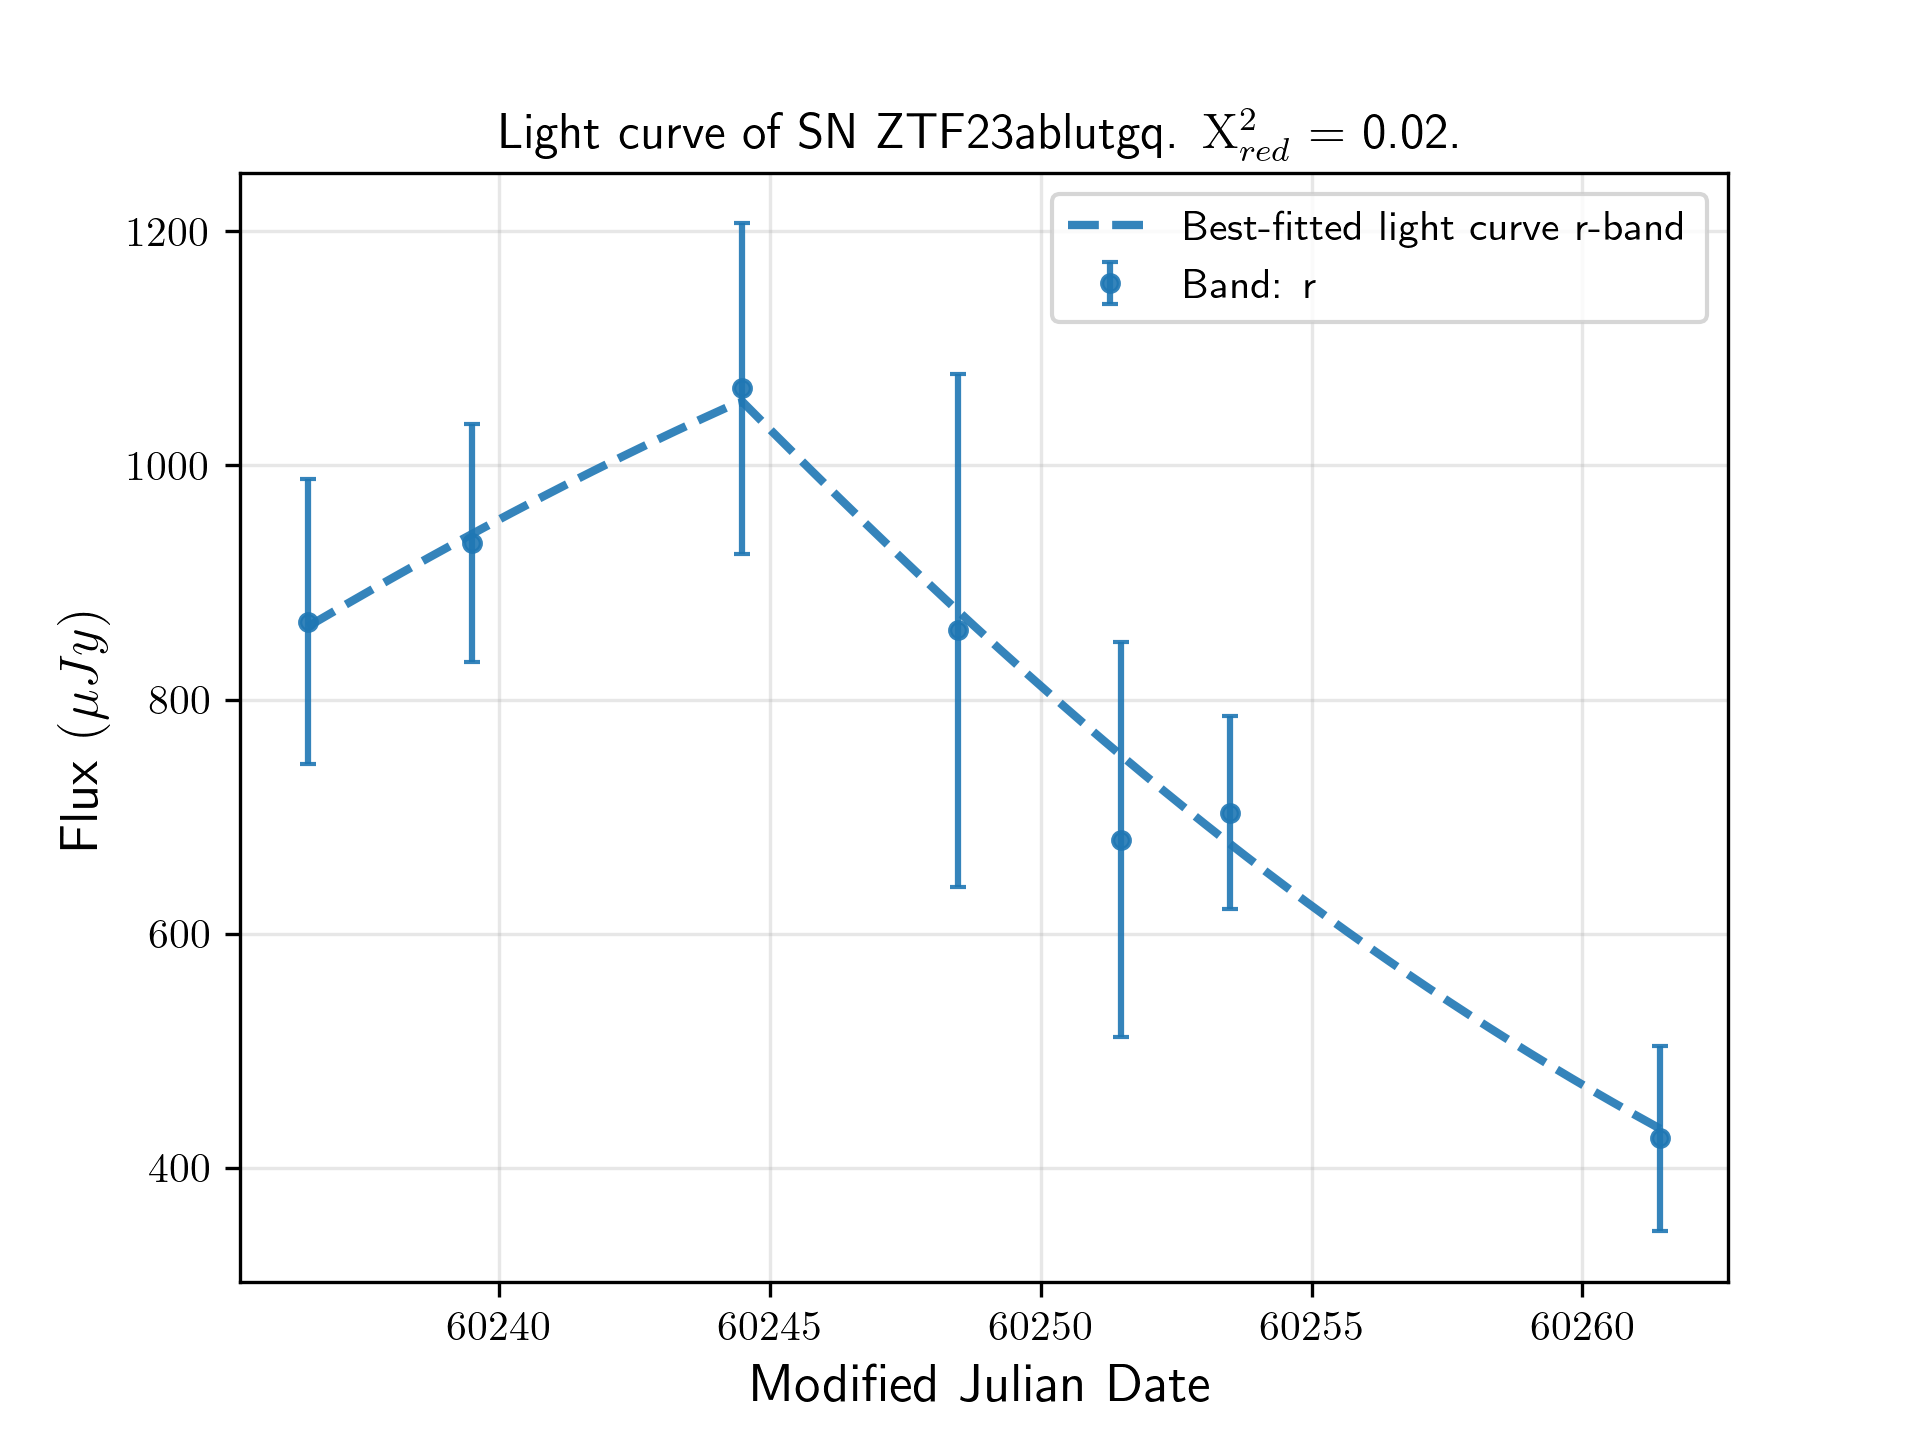 Light curve of SN ZTF23ablutgq. X²_red = 0.02.
Best-fitted light curve r-band
Band: r
Flux (μJy)
1200
1000
800
600
400
60240 60245 60250 60255 60260
Modified Julian Date